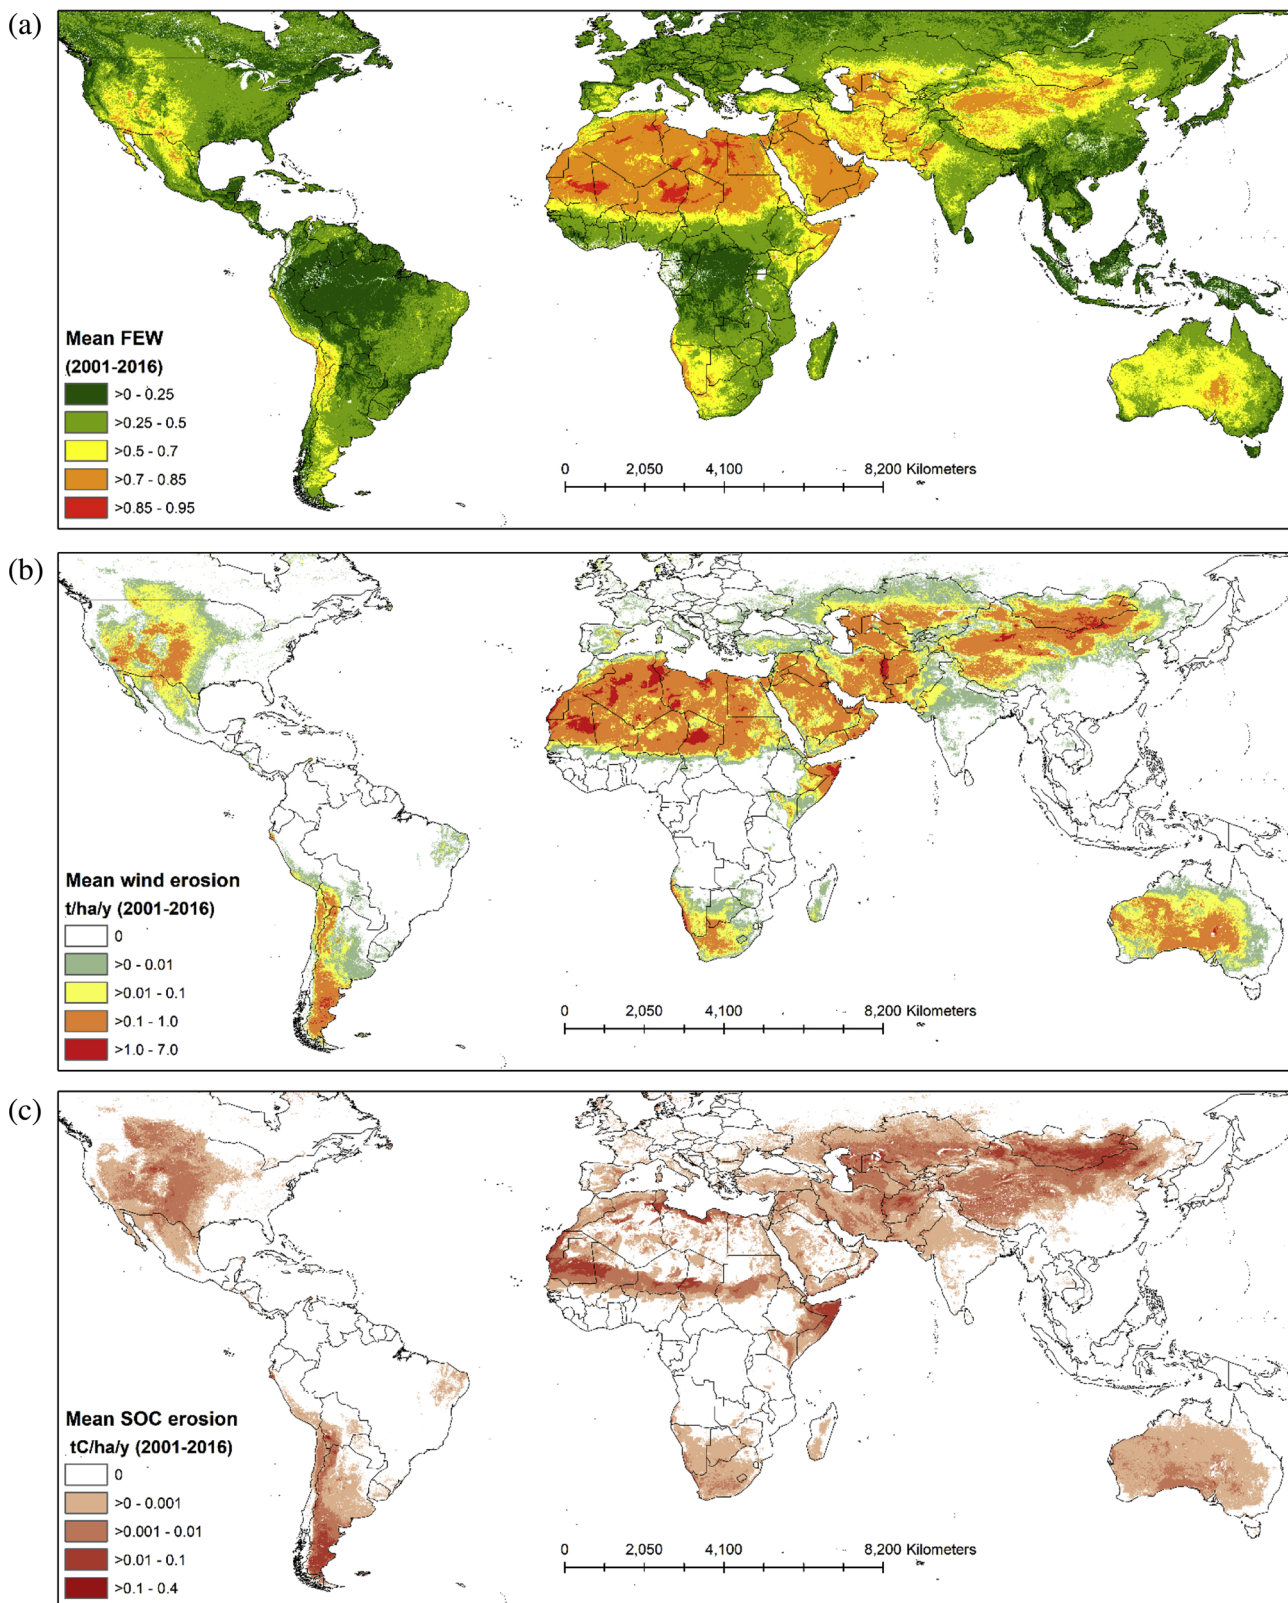 (a)
Mean FEW
(2001-2016)
>0 - 0.25
>0.25 - 0.5
>0.5 - 0.7
>0.7 - 0.85
>0.85 - 0.95
0 2,050 4,100 8,200 Kilometers
(b)
Mean wind erosion
t/ha/y (2001-2016)
0
>0 - 0.01
>0.01 - 0.1
>0.1 - 1.0
>1.0 - 7.0
0 2,050 4,100 8,200 Kilometers
(c)
Mean SOC erosion
tC/ha/y (2001-2016)
0
>0 - 0.001
>0.001 - 0.01
>0.01 - 0.1
>0.1 - 0.4
0 2,050 4,100 8,200 Kilometers